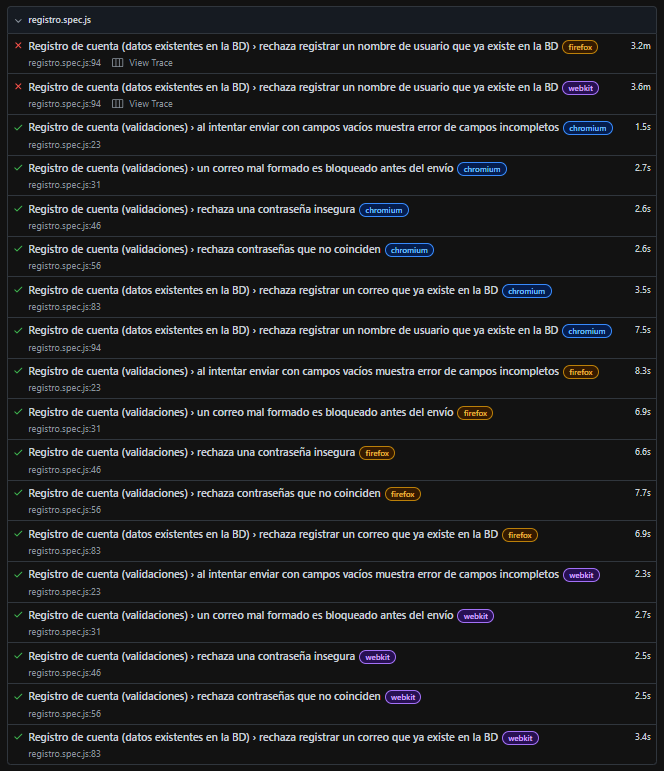 registro.spec.js
Registro de cuenta (datos existentes en la BD) › rechaza registrar un nombre de usuario que ya existe en la BD firefox 3.2m
registro.spec.js:94 View Trace
Registro de cuenta (datos existentes en la BD) › rechaza registrar un nombre de usuario que ya existe en la BD webkit 3.6m
registro.spec.js:94 View Trace
Registro de cuenta (validaciones) › al intentar enviar con campos vacíos muestra error de campos incompletos chromium 1.5s
registro.spec.js:23
Registro de cuenta (validaciones) › un correo mal formado es bloqueado antes del envío chromium 2.7s
registro.spec.js:31
Registro de cuenta (validaciones) › rechaza una contraseña insegura chromium 2.6s
registro.spec.js:46
Registro de cuenta (validaciones) › rechaza contraseñas que no coinciden chromium 2.6s
registro.spec.js:56
Registro de cuenta (datos existentes en la BD) › rechaza registrar un correo que ya existe en la BD chromium 3.5s
registro.spec.js:83
Registro de cuenta (datos existentes en la BD) › rechaza registrar un nombre de usuario que ya existe en la BD chromium 7.5s
registro.spec.js:94
Registro de cuenta (validaciones) › al intentar enviar con campos vacíos muestra error de campos incompletos firefox 8.3s
registro.spec.js:23
Registro de cuenta (validaciones) › un correo mal formado es bloqueado antes del envío firefox 6.9s
registro.spec.js:31
Registro de cuenta (validaciones) › rechaza una contraseña insegura firefox 6.6s
registro.spec.js:46
Registro de cuenta (validaciones) › rechaza contraseñas que no coinciden firefox 7.7s
registro.spec.js:56
Registro de cuenta (datos existentes en la BD) › rechaza registrar un correo que ya existe en la BD firefox 6.9s
registro.spec.js:83
Registro de cuenta (validaciones) › al intentar enviar con campos vacíos muestra error de campos incompletos webkit 2.3s
registro.spec.js:23
Registro de cuenta (validaciones) › un correo mal formado es bloqueado antes del envío webkit 2.7s
registro.spec.js:31
Registro de cuenta (validaciones) › rechaza una contraseña insegura webkit 2.5s
registro.spec.js:46
Registro de cuenta (validaciones) › rechaza contraseñas que no coinciden webkit 2.5s
registro.spec.js:56
Registro de cuenta (datos existentes en la BD) › rechaza registrar un correo que ya existe en la BD webkit 3.4s
registro.spec.js:83